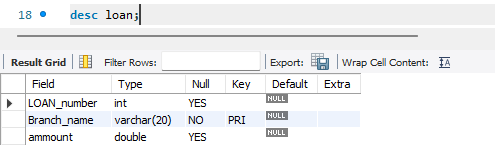 18 desc loan;
Result Grid Filter Rows: Export: Wrap Cell Content: IA
Field Type Null Key Default Extra
LOAN_number int YES NULL
Branch_name varchar(20) NO PRI NULL
ammount double YES NULL